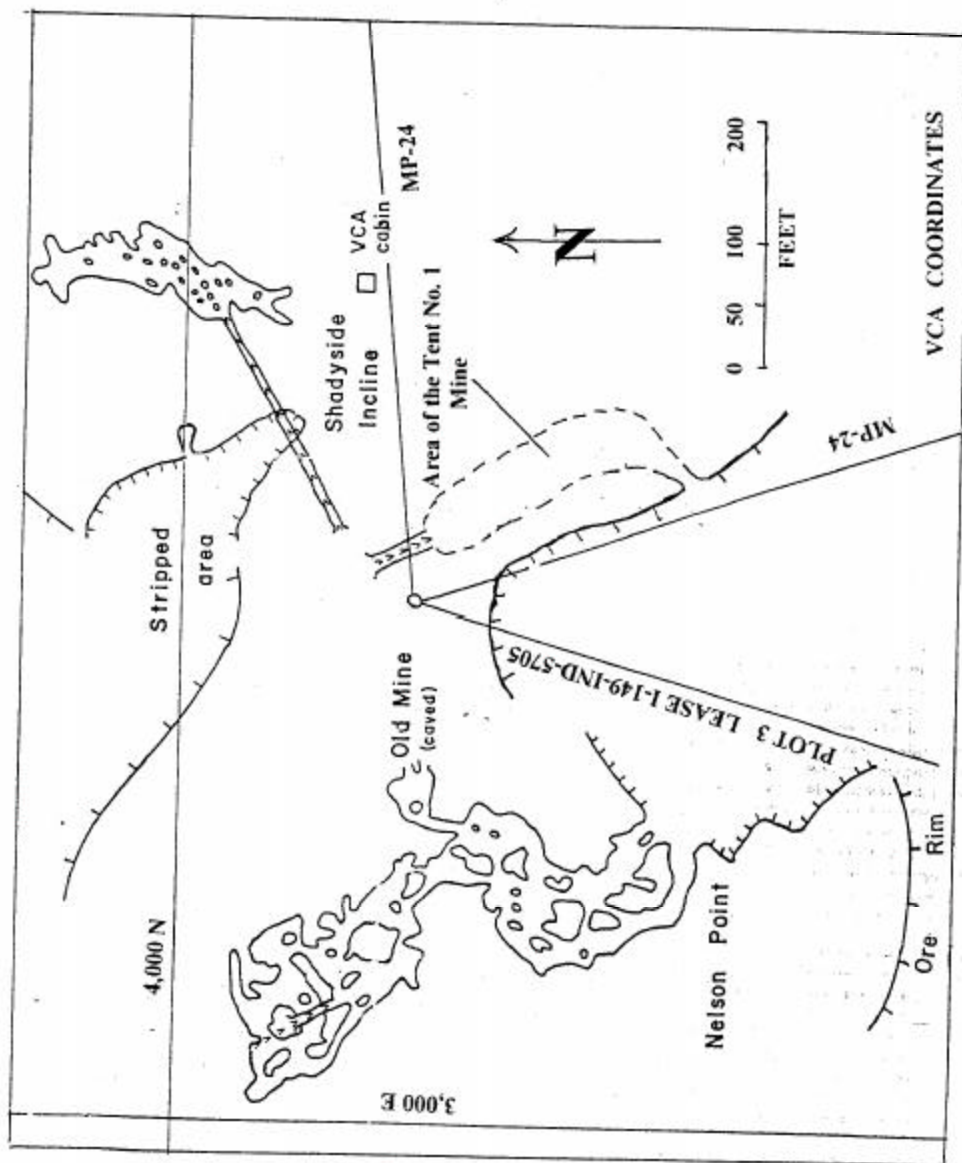 4,000 N
Stripped
area
Shadyside
Incline
VCA
cabin
MP-24
Old Mine
(caved)
Area of the Tent No. 1
Mine
3,000 E
N
PLOT 3 LEASE I-149-IND-5705
Nelson Point
0 50 100 200
FEET
MP-24
Ore Rim
VCA COORDINATES